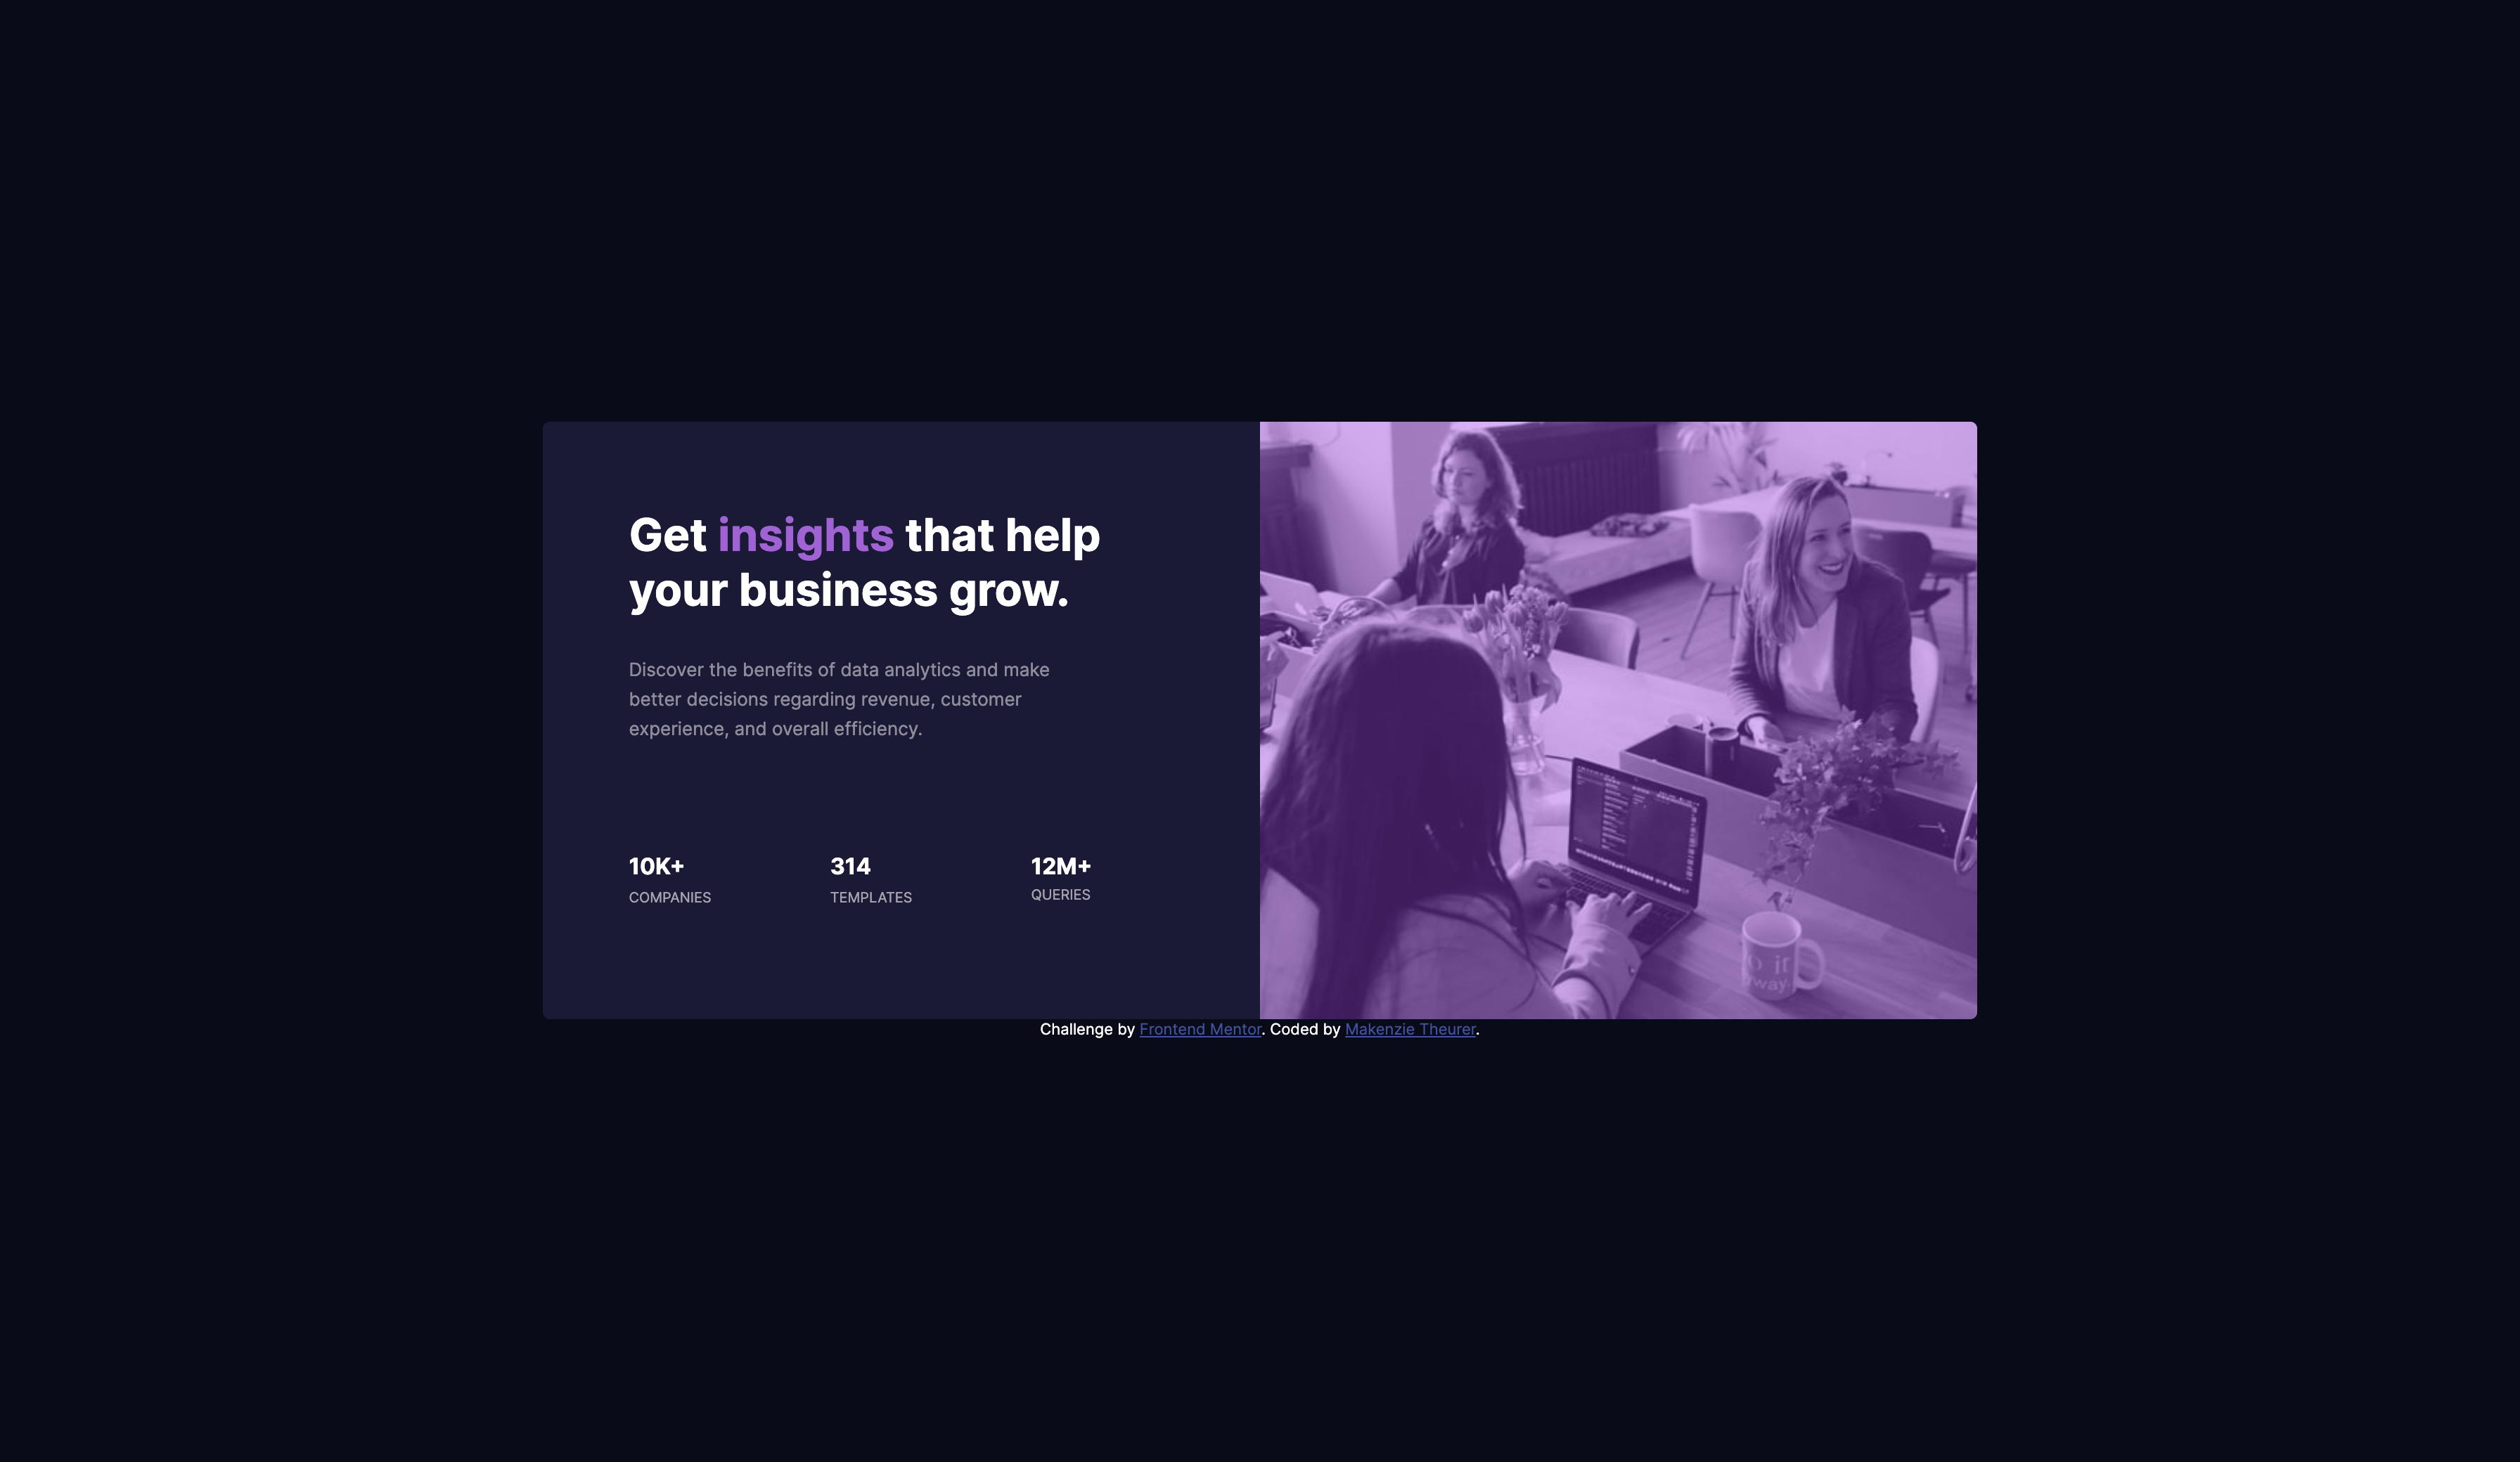 Get insights that help
your business grow.
Discover the benefits of data analytics and make
better decisions regarding revenue, customer
experience, and overall efficiency.
10K+ 314 12M+
COMPANIES TEMPLATES QUERIES
it
way.
Challenge by Frontend Mentor. Coded by Makenzie Theurer.